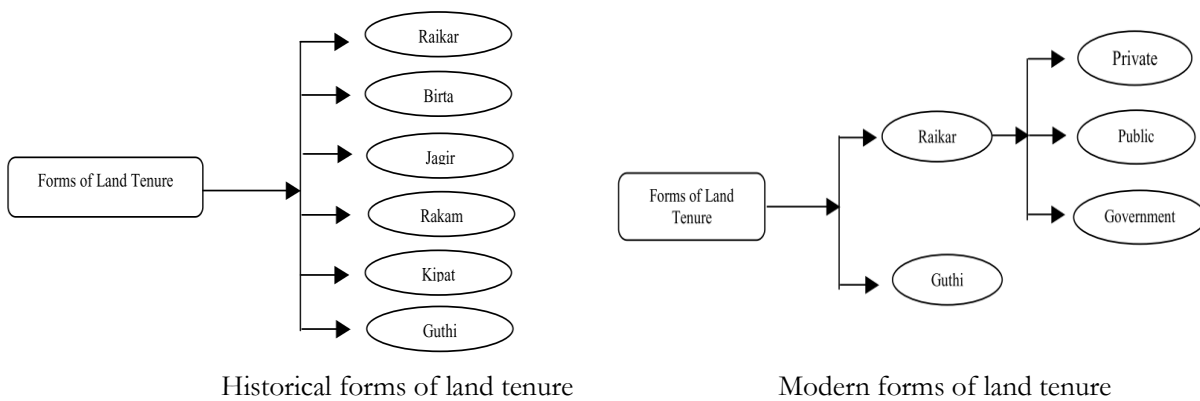 Forms of Land Tenure
Raikar
Birta
Jagir
Rakam
Kipat
Guthi
Historical forms of land tenure
Forms of Land
Tenure
Raikar
Guthi
Private
Public
Government
Modern forms of land tenure